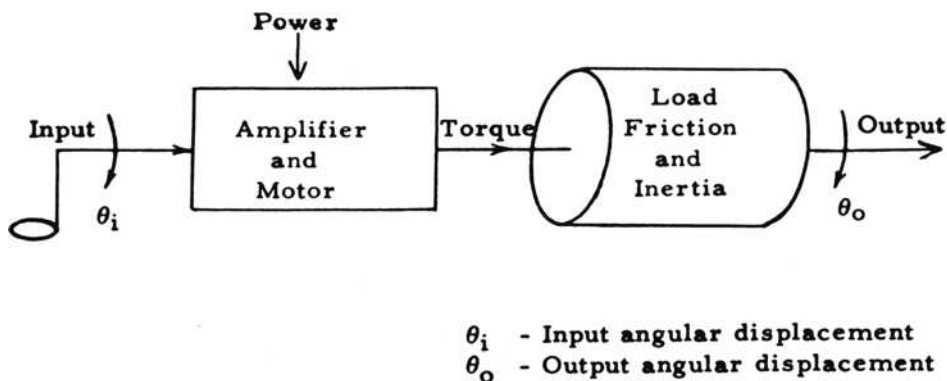 Power
Input
Amplifier
and
Motor
Torque
Load
Friction
and
Inertia
Output
θi
θo
θi - Input angular displacement
θo - Output angular displacement